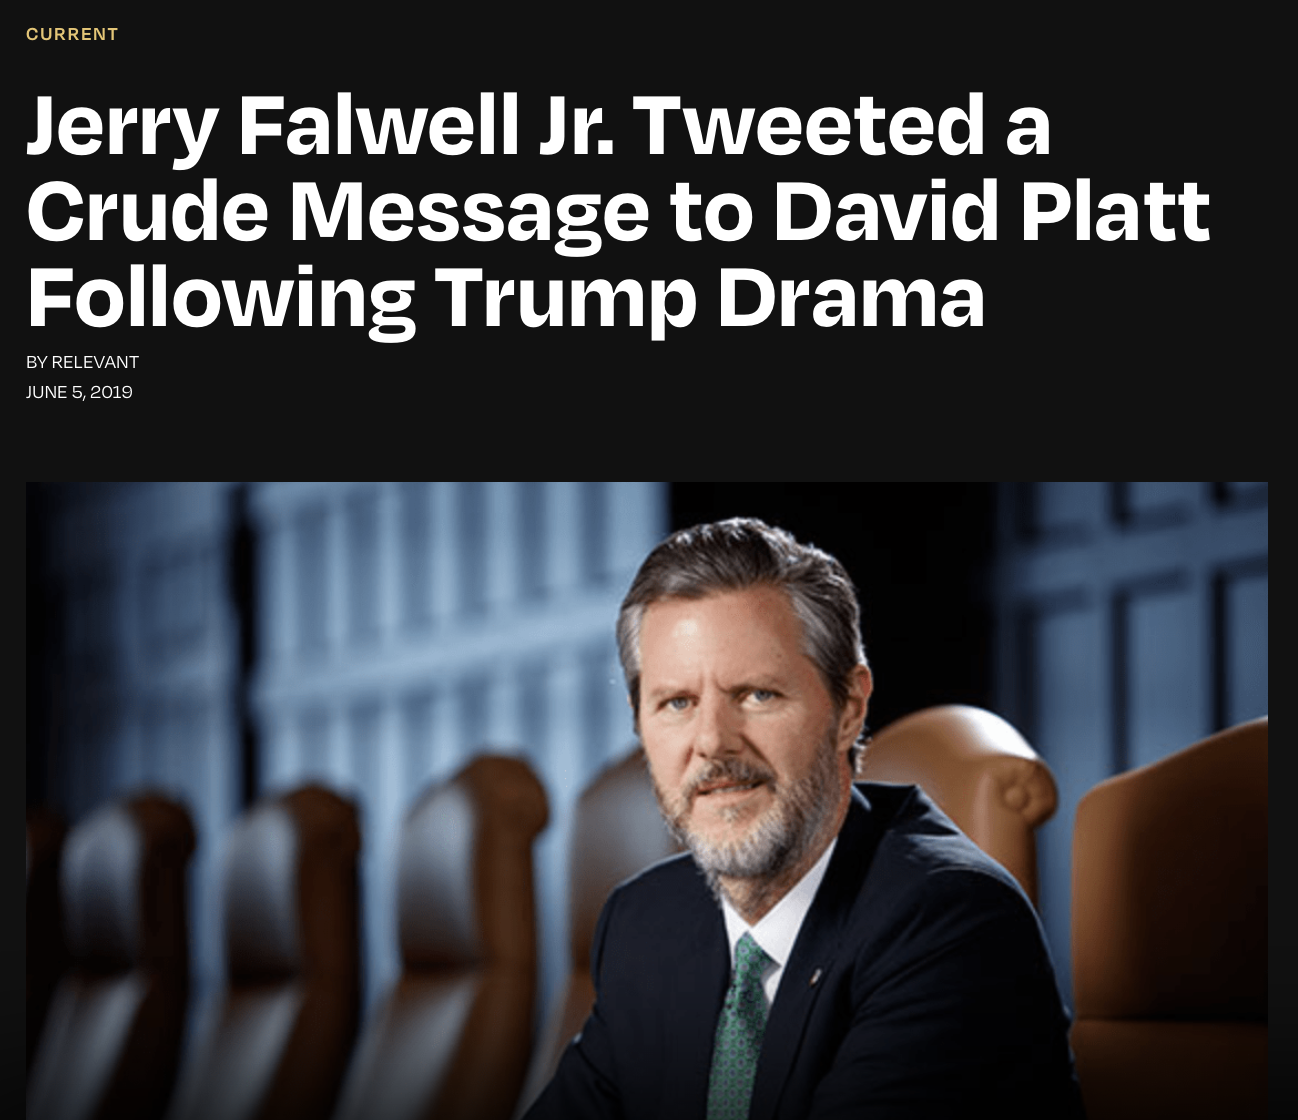 CURRENT
Jerry Falwell Jr. Tweeted a
Crude Message to David Platt
Following Trump Drama
BY RELEVANT
JUNE 5, 2019